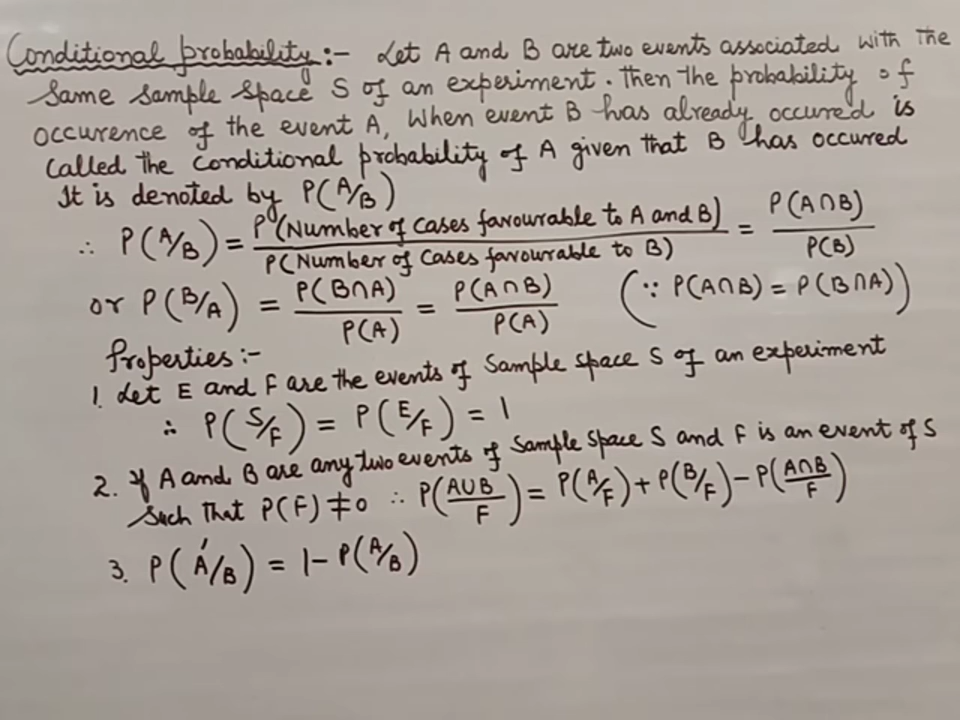 Conditional probability :- Let A and B are two events associated with the
Same Sample Space S of an experiment. Then the probability of
occurence of the event A, When event B has already occured is
called the conditional probability of A given that B has occured
It is denoted by P(A/B)
∴ P(A/B) = P(Number of Cases favourable to A and B) / P(Number of Cases favourable to B) = P(A∩B) / P(B)
or P(B/A) = P(B∩A) / P(A) = P(A∩B) / P(A) (∵ P(A∩B) = P(B∩A))
Properties :-
1. Let E and F are the events of Sample space S of an experiment
∴ P(S/F) = P(E/F) = 1
2. If A and B are any two events of Sample Space S and F is an event of S
Such that P(F) ≠ 0 ∴ P(A∪B/F) = P(A/F) + P(B/F) - P(A∩B/F)
3. P(A'/B) = 1 - P(A/B)